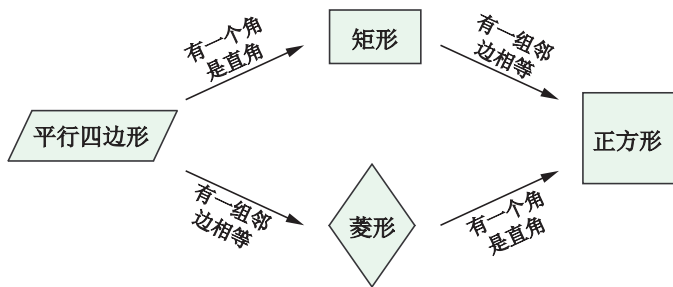 有一个角
是直角
矩形
有一组邻
边相等
平行四边形
正方形
有一组邻
边相等
菱形
有一个角
是直角